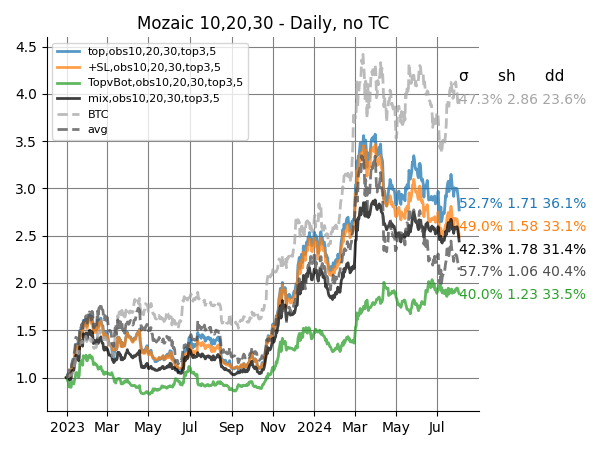 Mozaic 10,20,30 - Daily, no TC
4.5
4.0
3.5
3.0
2.5
2.0
1.5
1.0
top,obs10,20,30,top3,5
+SL,obs10,20,30,top3,5
TopvBot,obs10,20,30,top3,5
mix,obs10,20,30,top3,5
BTC
avg
σ sh dd
47.3% 2.86 23.6%
52.7% 1.71 36.1%
49.0% 1.58 33.1%
42.3% 1.78 31.4%
57.7% 1.06 40.4%
40.0% 1.23 33.5%
2023 Mar May Jul Sep Nov 2024 Mar May Jul